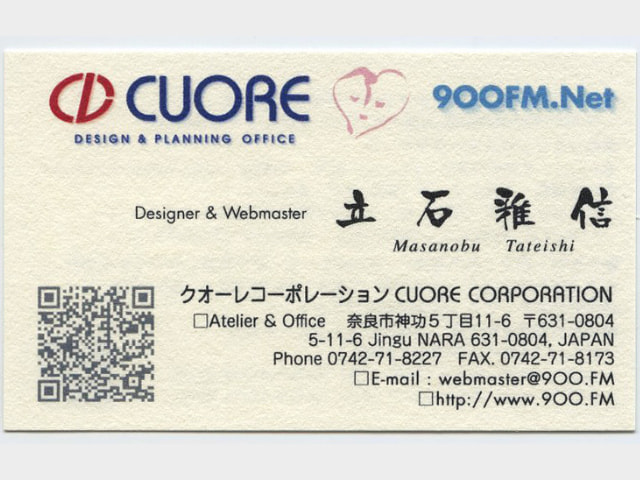 CUORE
DESIGN & PLANNING OFFICE
900FM.Net
Designer & Webmaster 立石雅信
Masanobu Tateishi
クオーレコーポレーション CUORE CORPORATION
□Atelier & Office 奈良市神功5丁目11-6 〒631-0804
5-11-6 Jingu NARA 631-0804, JAPAN
Phone 0742-71-8227 FAX. 0742-71-8173
□E-mail : webmaster@900.FM
□http://www.900.FM